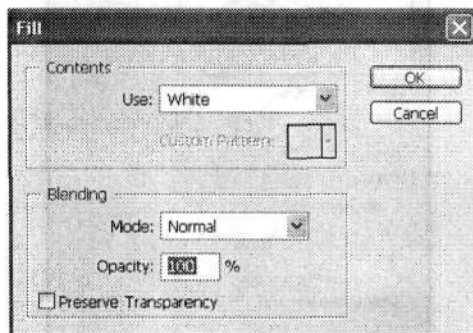 Fill
Contents
Use: White
Custom Pattern:
OK
Cancel
Blending
Mode: Normal
Opacity: 100 %
Preserve Transparency